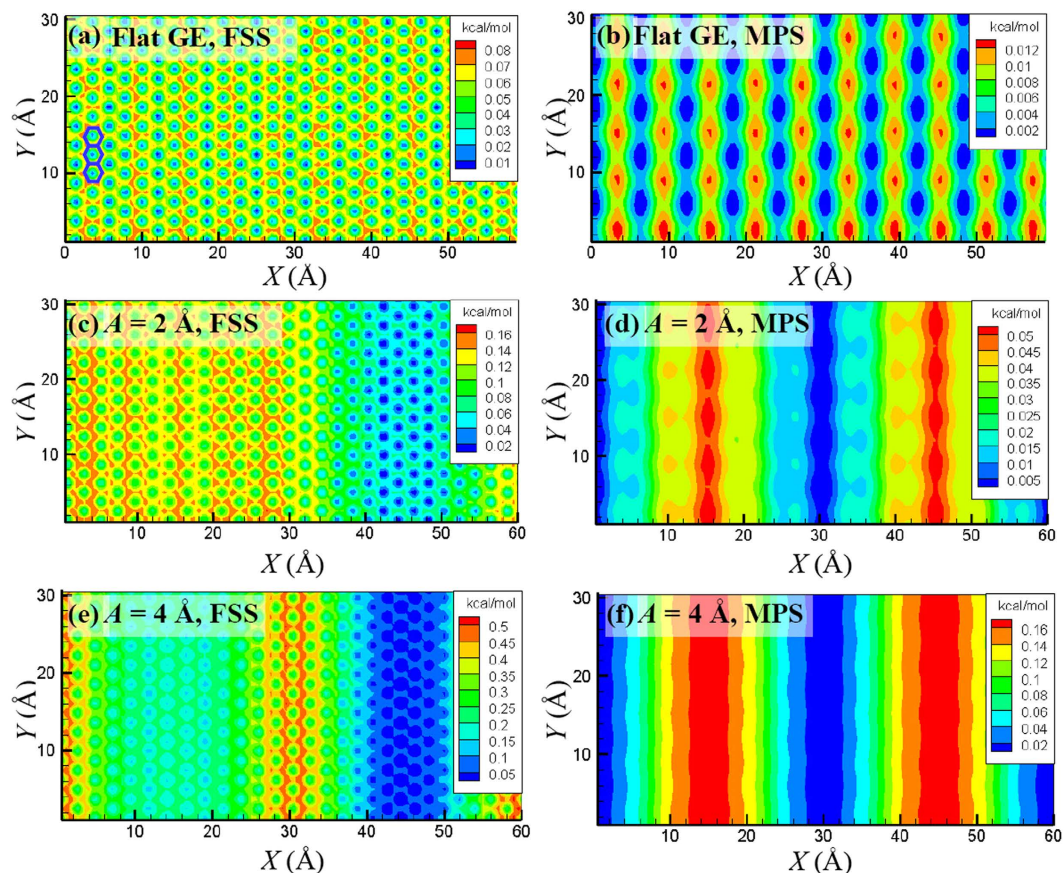 (a) Flat GE, FSS
kcal/mol
0.08
0.07
0.06
0.05
0.04
0.03
0.02
0.01
30
20
10
Y (Å)
0 10 20 30 40 50
X (Å)
(b) Flat GE, MPS
kcal/mol
0.012
0.01
0.008
0.006
0.004
0.002
30
20
10
Y (Å)
0 10 20 30 40 50
X (Å)
(c) A = 2 Å, FSS
kcal/mol
0.16
0.14
0.12
0.1
0.08
0.06
0.04
0.02
30
20
10
Y (Å)
10 20 30 40 50 60
X (Å)
(d) A = 2 Å, MPS
kcal/mol
0.05
0.045
0.04
0.035
0.03
0.025
0.02
0.015
0.01
0.005
30
20
10
Y (Å)
10 20 30 40 50 60
X (Å)
(e) A = 4 Å, FSS
kcal/mol
0.5
0.45
0.4
0.35
0.3
0.25
0.2
0.15
0.1
0.05
30
20
10
Y (Å)
10 20 30 40 50 60
X (Å)
(f) A = 4 Å, MPS
kcal/mol
0.16
0.14
0.12
0.1
0.08
0.06
0.04
0.02
30
20
10
Y (Å)
10 20 30 40 50 60
X (Å)